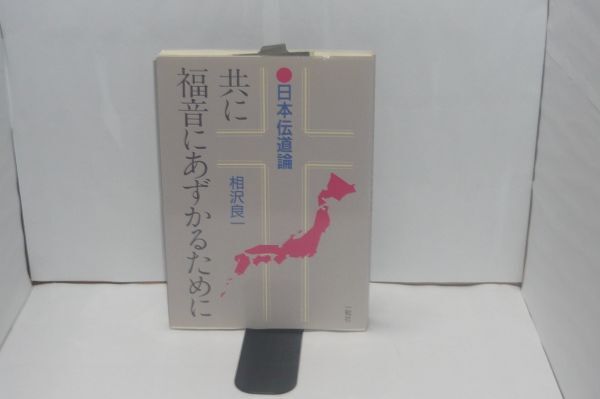 ●日本伝道論
共に
福音にあずかるために
相沢良一